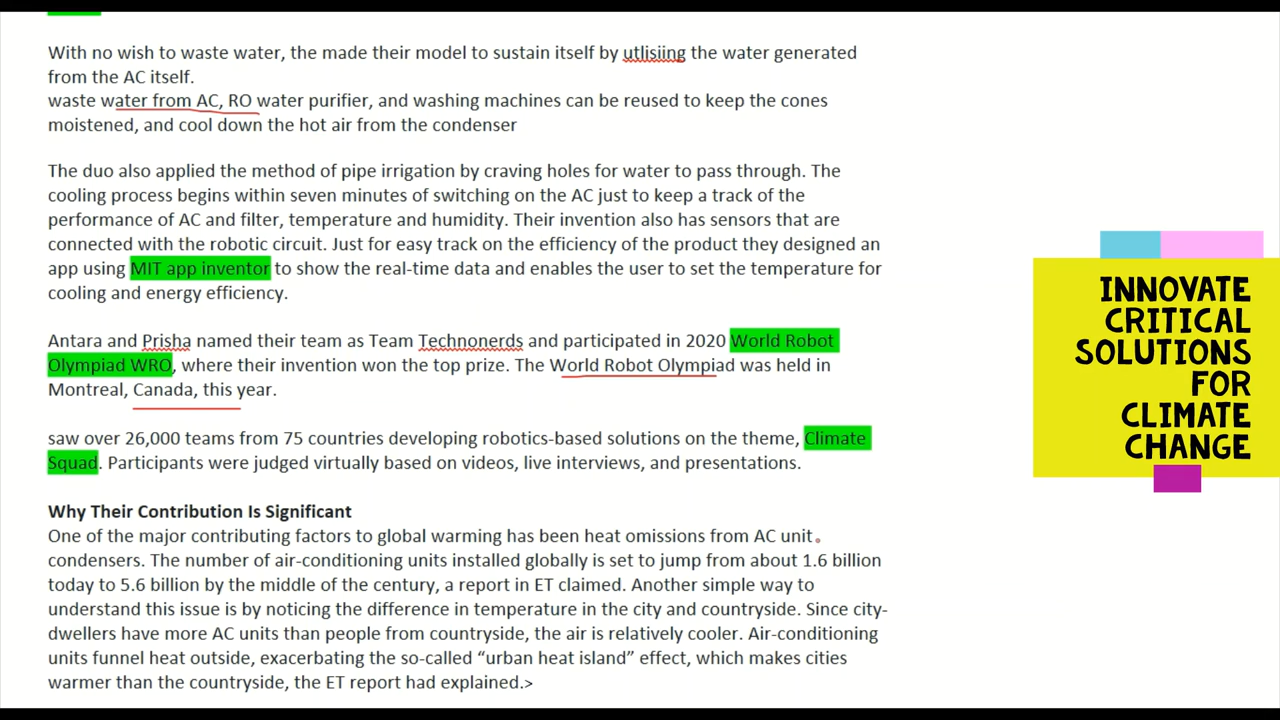 With no wish to waste water, the made their model to sustain itself by utlisiing the water generated
from the AC itself.
waste water from AC, RO water purifier, and washing machines can be reused to keep the cones
moistened, and cool down the hot air from the condenser
The duo also applied the method of pipe irrigation by craving holes for water to pass through. The
cooling process begins within seven minutes of switching on the AC just to keep a track of the
performance of AC and filter, temperature and humidity. Their invention also has sensors that are
connected with the robotic circuit. Just for easy track on the efficiency of the product they designed an
app using MIT app inventor to show the real-time data and enables the user to set the temperature for
cooling and energy efficiency.
Antara and Prisha named their team as Team Technonerds and participated in 2020 World Robot
Olympiad WRO, where their invention won the top prize. The World Robot Olympiad was held in
Montreal, Canada, this year.
saw over 26,000 teams from 75 countries developing robotics-based solutions on the theme, Climate
Squad. Participants were judged virtually based on videos, live interviews, and presentations.
Why Their Contribution Is Significant
One of the major contributing factors to global warming has been heat omissions from AC unit
condensers. The number of air-conditioning units installed globally is set to jump from about 1.6 billion
today to 5.6 billion by the middle of the century, a report in ET claimed. Another simple way to
understand this issue is by noticing the difference in temperature in the city and countryside. Since city-
dwellers have more AC units than people from countryside, the air is relatively cooler. Air-conditioning
units funnel heat outside, exacerbating the so-called “urban heat island” effect, which makes cities
warmer than the countryside, the ET report had explained.>
INNOVATE
CRITICAL
SOLUTIONS
FOR
CLIMATE
CHANGE